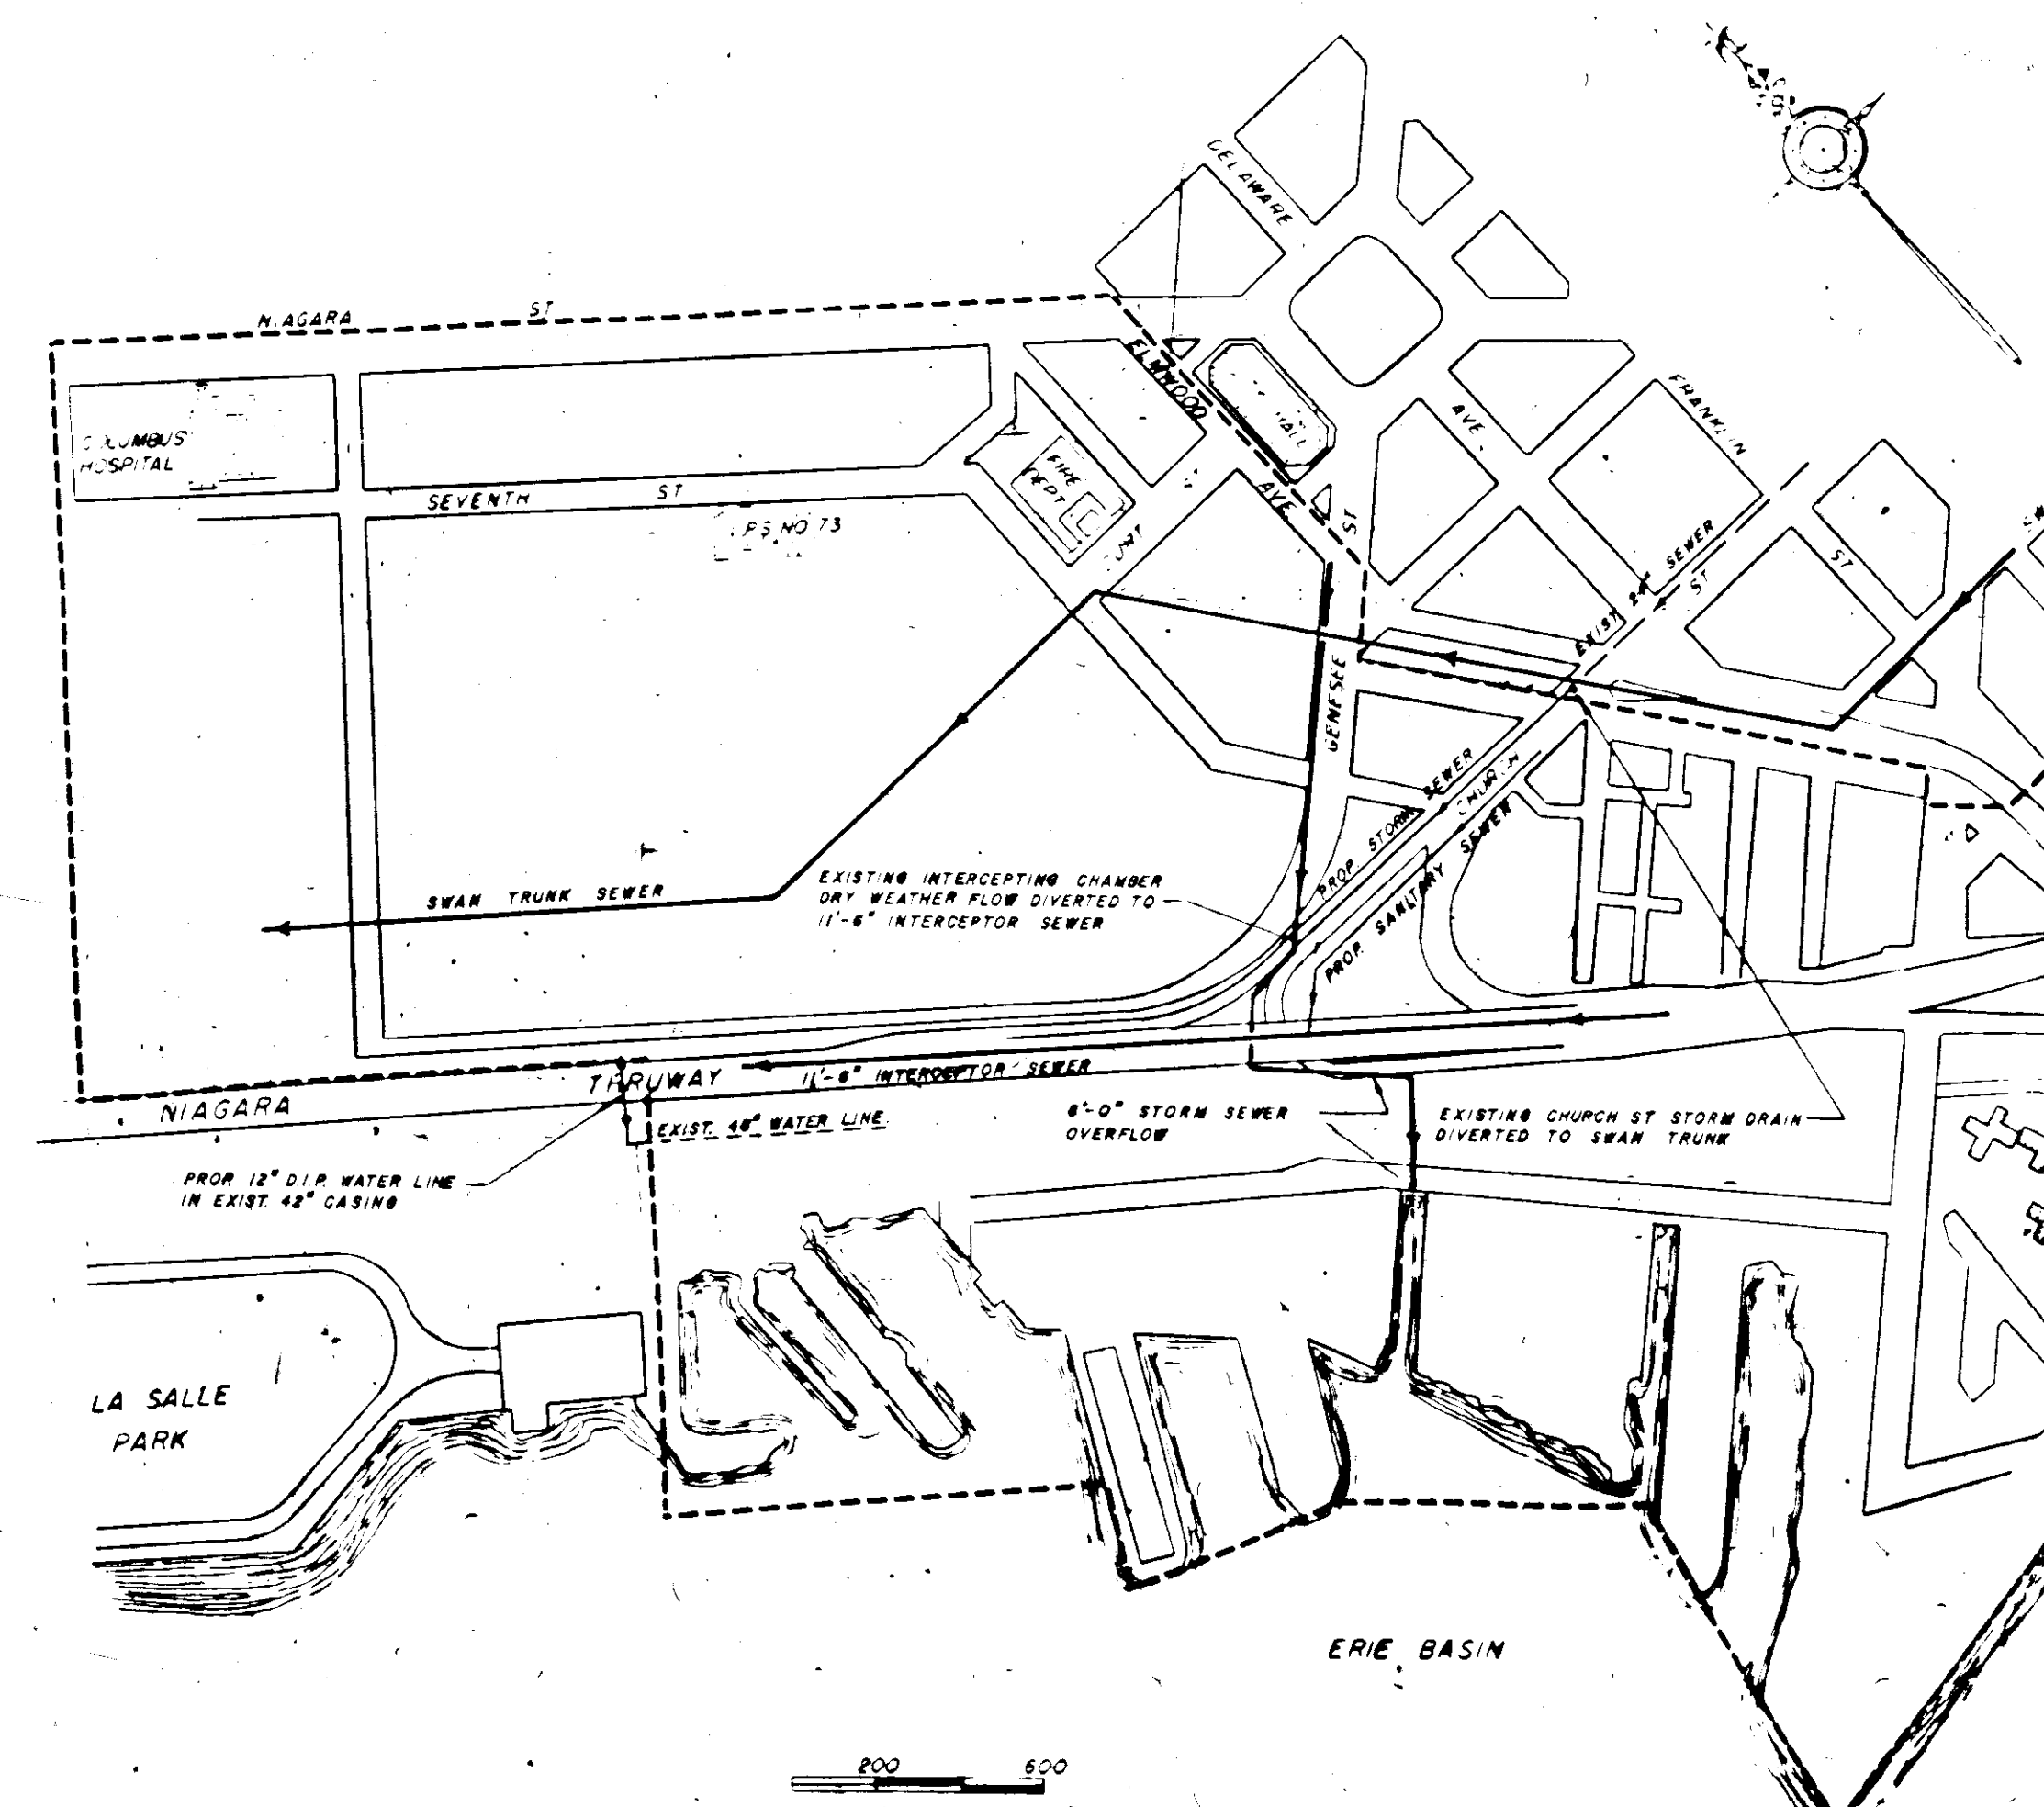 DELAWARE
NIAGARA ST
ELMWOOD AVE
FRANKLIN ST
AVE.
HALL
COLUMBUS
HOSPITAL
SEVENTH ST
FIRE
DEPT
P.S. NO 73
ST
EXIST. 24" SEWER
ST
GENESEE
PROP. STORM SEWER
CHURCH
PROP. SANITARY SEWER
SWAN TRUNK SEWER
EXISTING INTERCEPTING CHAMBER
DRY WEATHER FLOW DIVERTED TO
11'-6" INTERCEPTOR SEWER
THRUWAY
11'-6" INTERCEPTOR SEWER
NIAGARA
EXIST. 48" WATER LINE
PROP. 12" D.I.P. WATER LINE
IN EXIST. 42" CASING
STORM SEWER
OVERFLOW
EXISTING CHURCH ST STORM DRAIN
DIVERTED TO SWAN TRUNK
LA SALLE
PARK
ERIE BASIN
200 600